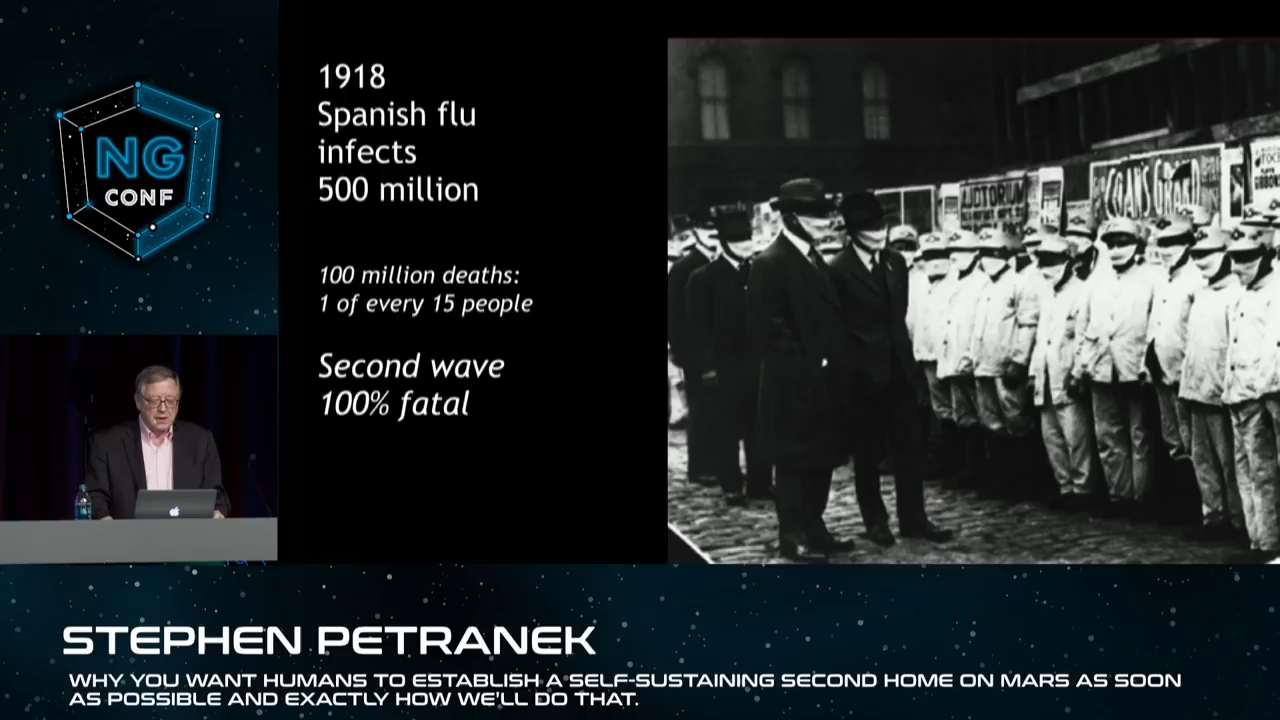 NG
CONF
1918
Spanish flu
infects
500 million
100 million deaths:
1 of every 15 people
Second wave
100% fatal
STEPHEN PETRANEK
WHY YOU WANT HUMANS TO ESTABLISH A SELF-SUSTAINING SECOND HOME ON MARS AS SOON
AS POSSIBLE AND EXACTLY HOW WE'LL DO THAT.